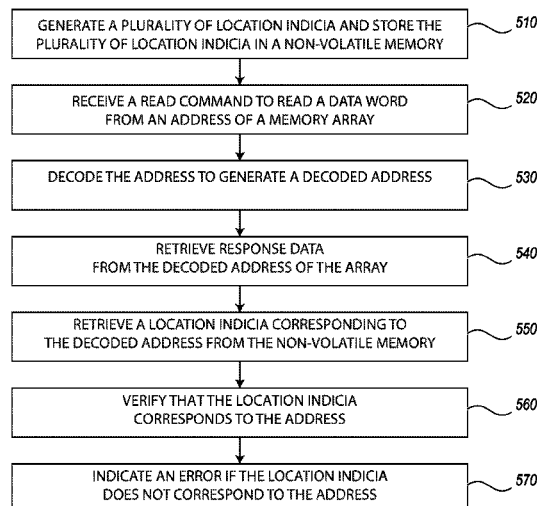 GENERATE A PLURALITY OF LOCATION INDICIA AND STORE THE
PLURALITY OF LOCATION INDICIA IN A NON-VOLATILE MEMORY
510
RECEIVE A READ COMMAND TO READ A DATA WORD
FROM AN ADDRESS OF A MEMORY ARRAY
520
DECODE THE ADDRESS TO GENERATE A DECODED ADDRESS
530
RETRIEVE RESPONSE DATA
FROM THE DECODED ADDRESS OF THE ARRAY
540
RETRIEVE A LOCATION INDICIA CORRESPONDING TO
THE DECODED ADDRESS FROM THE NON-VOLATILE MEMORY
550
VERIFY THAT THE LOCATION INDICIA
CORRESPONDS TO THE ADDRESS
560
INDICATE AN ERROR IF THE LOCATION INDICIA
DOES NOT CORRESPOND TO THE ADDRESS
570